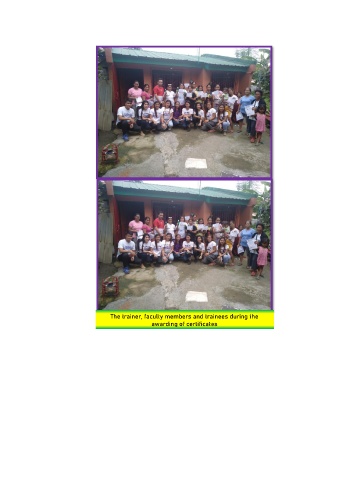 The trainer, faculty members and trainees during the
awarding of certificates